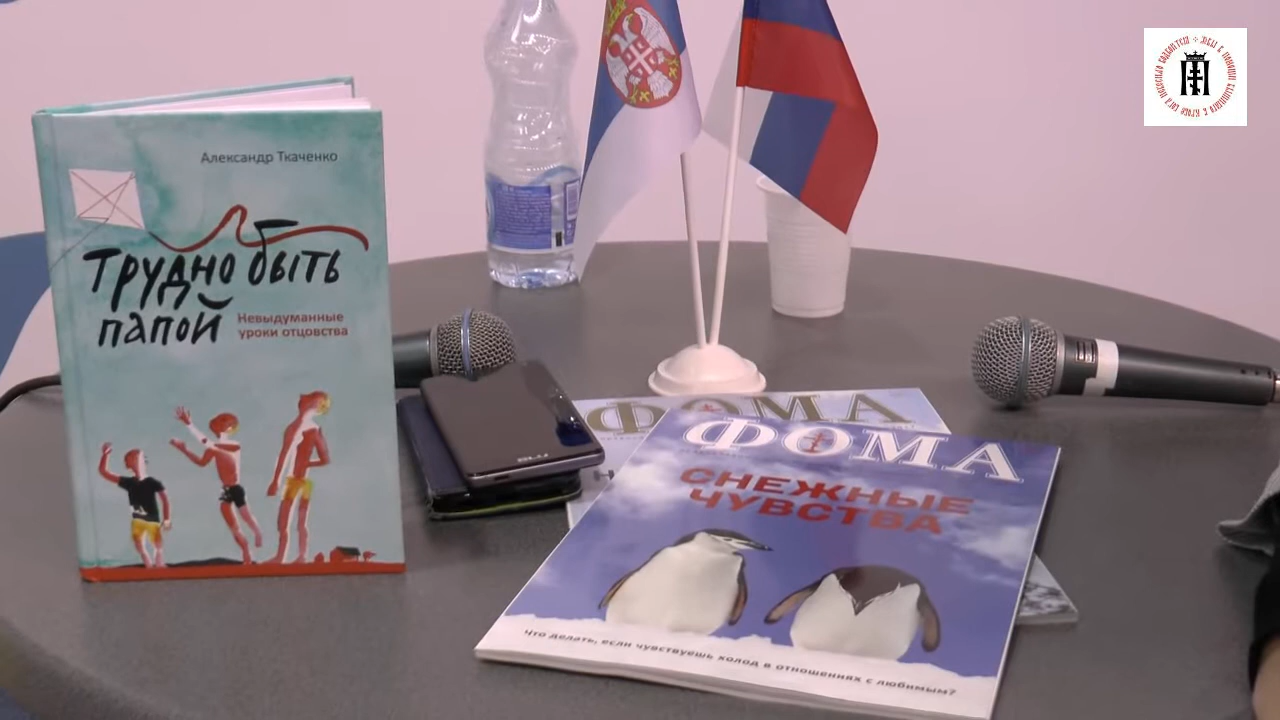 Александр Ткаченко
Трудно быть
папой
Невыдуманные
уроки отцовства
BLU
ФОМА
ФОМА
СНЕЖНЫЕ
ЧУВСТВА
Что делать, если чувствуешь холод в отношениях с любимым?